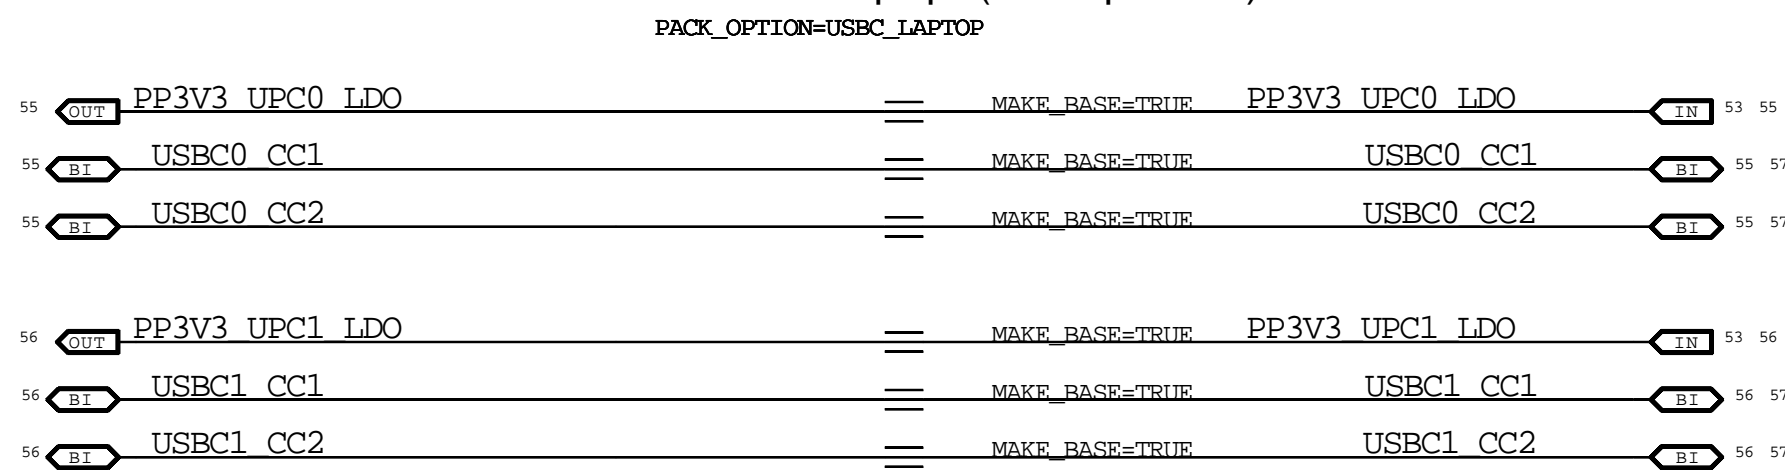 PACK_OPTION=USBC_LAPTOP
55 OUT PP3V3_UPC0_LDO MAKE_BASE=TRUE PP3V3_UPC0_LDO IN 53 55
55 BI USBC0_CC1 MAKE_BASE=TRUE USBC0_CC1 BI 55 57
55 BI USBC0_CC2 MAKE_BASE=TRUE USBC0_CC2 BI 55 57
56 OUT PP3V3_UPC1_LDO MAKE_BASE=TRUE PP3V3_UPC1_LDO IN 53 56
56 BI USBC1_CC1 MAKE_BASE=TRUE USBC1_CC1 BI 56 57
56 BI USBC1_CC2 MAKE_BASE=TRUE USBC1_CC2 BI 56 57